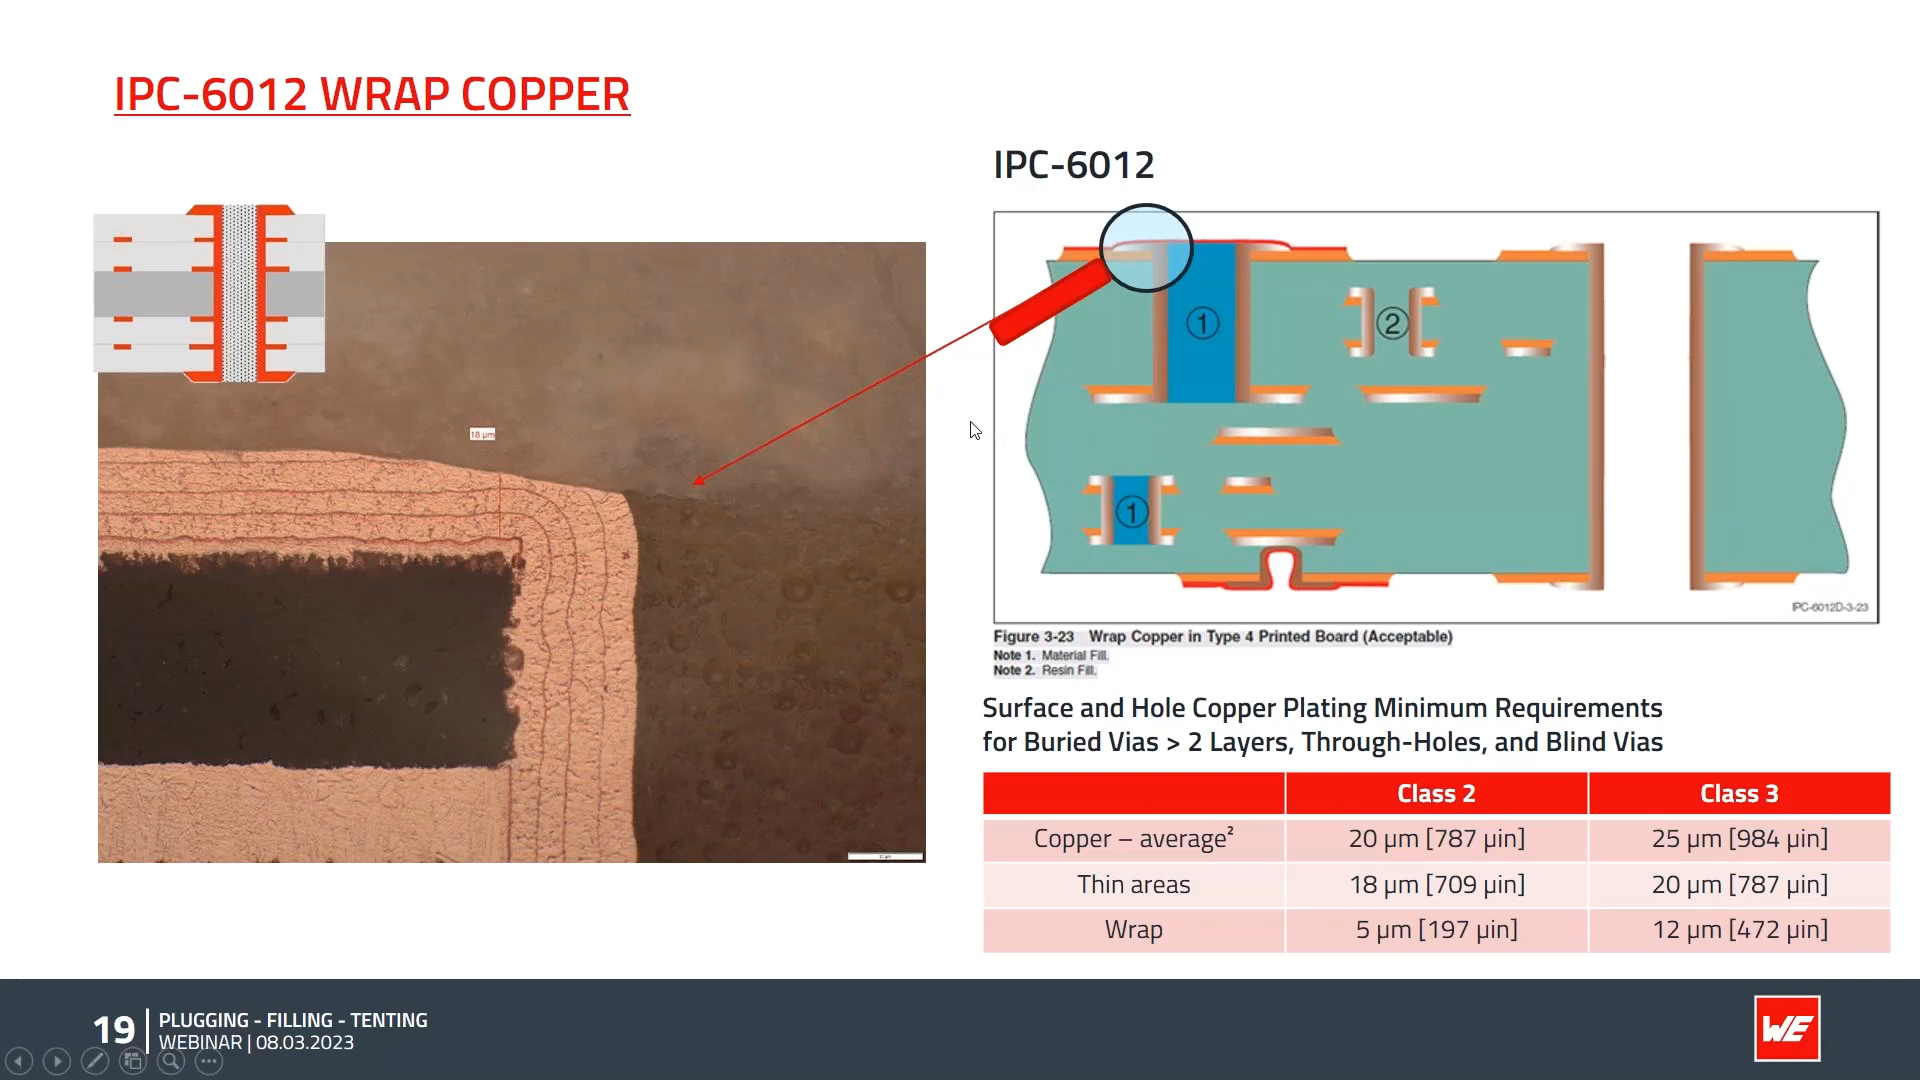 IPC-6012 WRAP COPPER
IPC-6012
18 µm
①
②
①
IPC-6012D-3-23
Figure 3-23 Wrap Copper in Type 4 Printed Board (Acceptable)
Note 1. Material Fill.
Note 2. Resin Fill.
Surface and Hole Copper Plating Minimum Requirements
for Buried Vias > 2 Layers, Through-Holes, and Blind Vias
Class 2 Class 3
Copper – average² 20 µm [787 µin] 25 µm [984 µin]
Thin areas 18 µm [709 µin] 20 µm [787 µin]
Wrap 5 µm [197 µin] 12 µm [472 µin]
19
PLUGGING - FILLING - TENTING
WEBINAR | 08.03.2023
WE